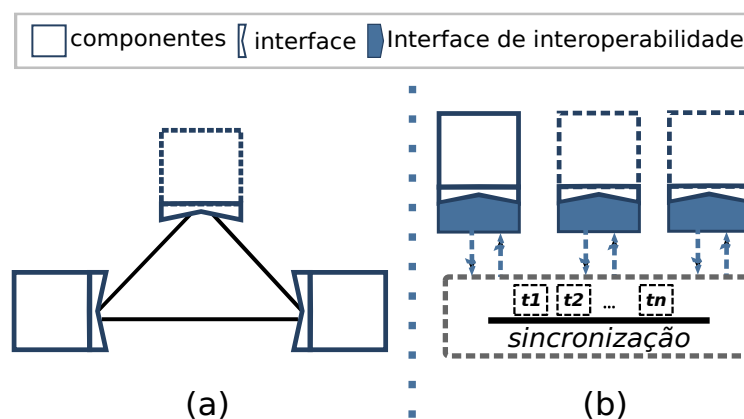 componentes interface Interface de interoperabilidade
t1 t2 ... tn
sincronização
(a) (b)